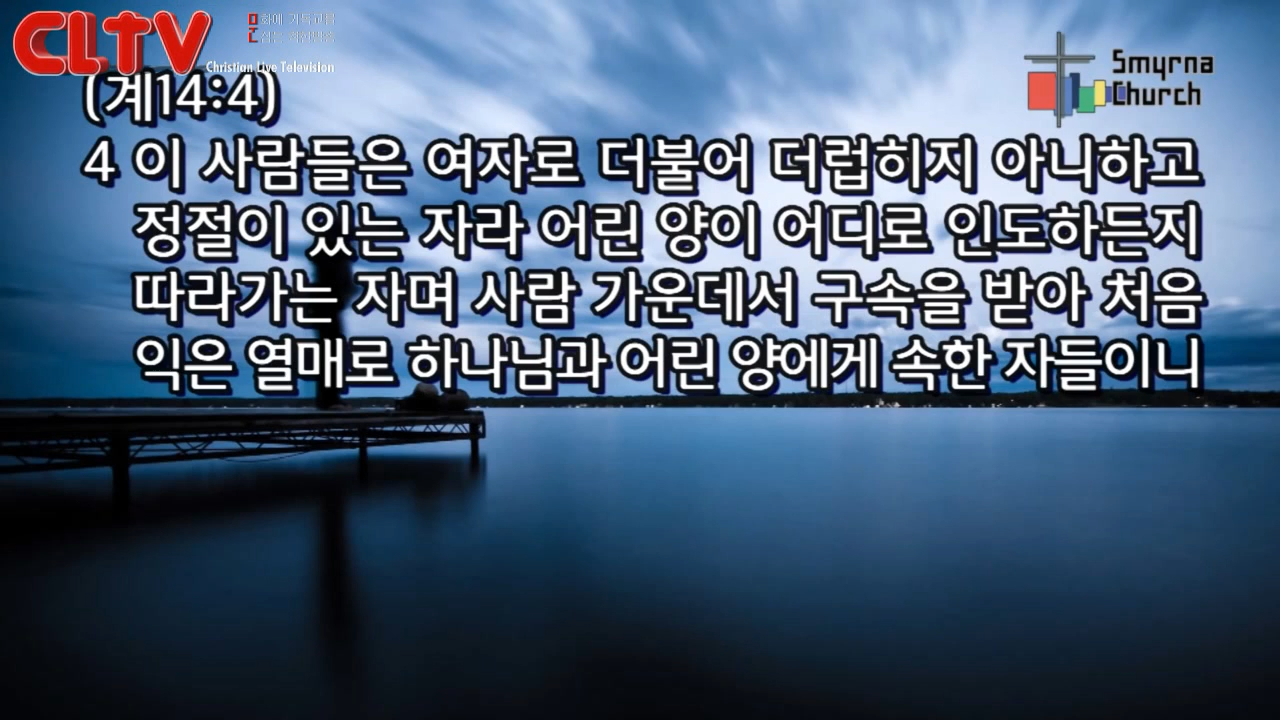 CLTV
Christian Live Television
Smyrna
Church
(계14:4)
4 이 사람들은 여자로 더불어 더럽히지 아니하고
정절이 있는 자라 어린 양이 어디로 인도하든지
따라가는 자며 사람 가운데서 구속을 받아 처음
익은 열매로 하나님과 어린 양에게 속한 자들이니